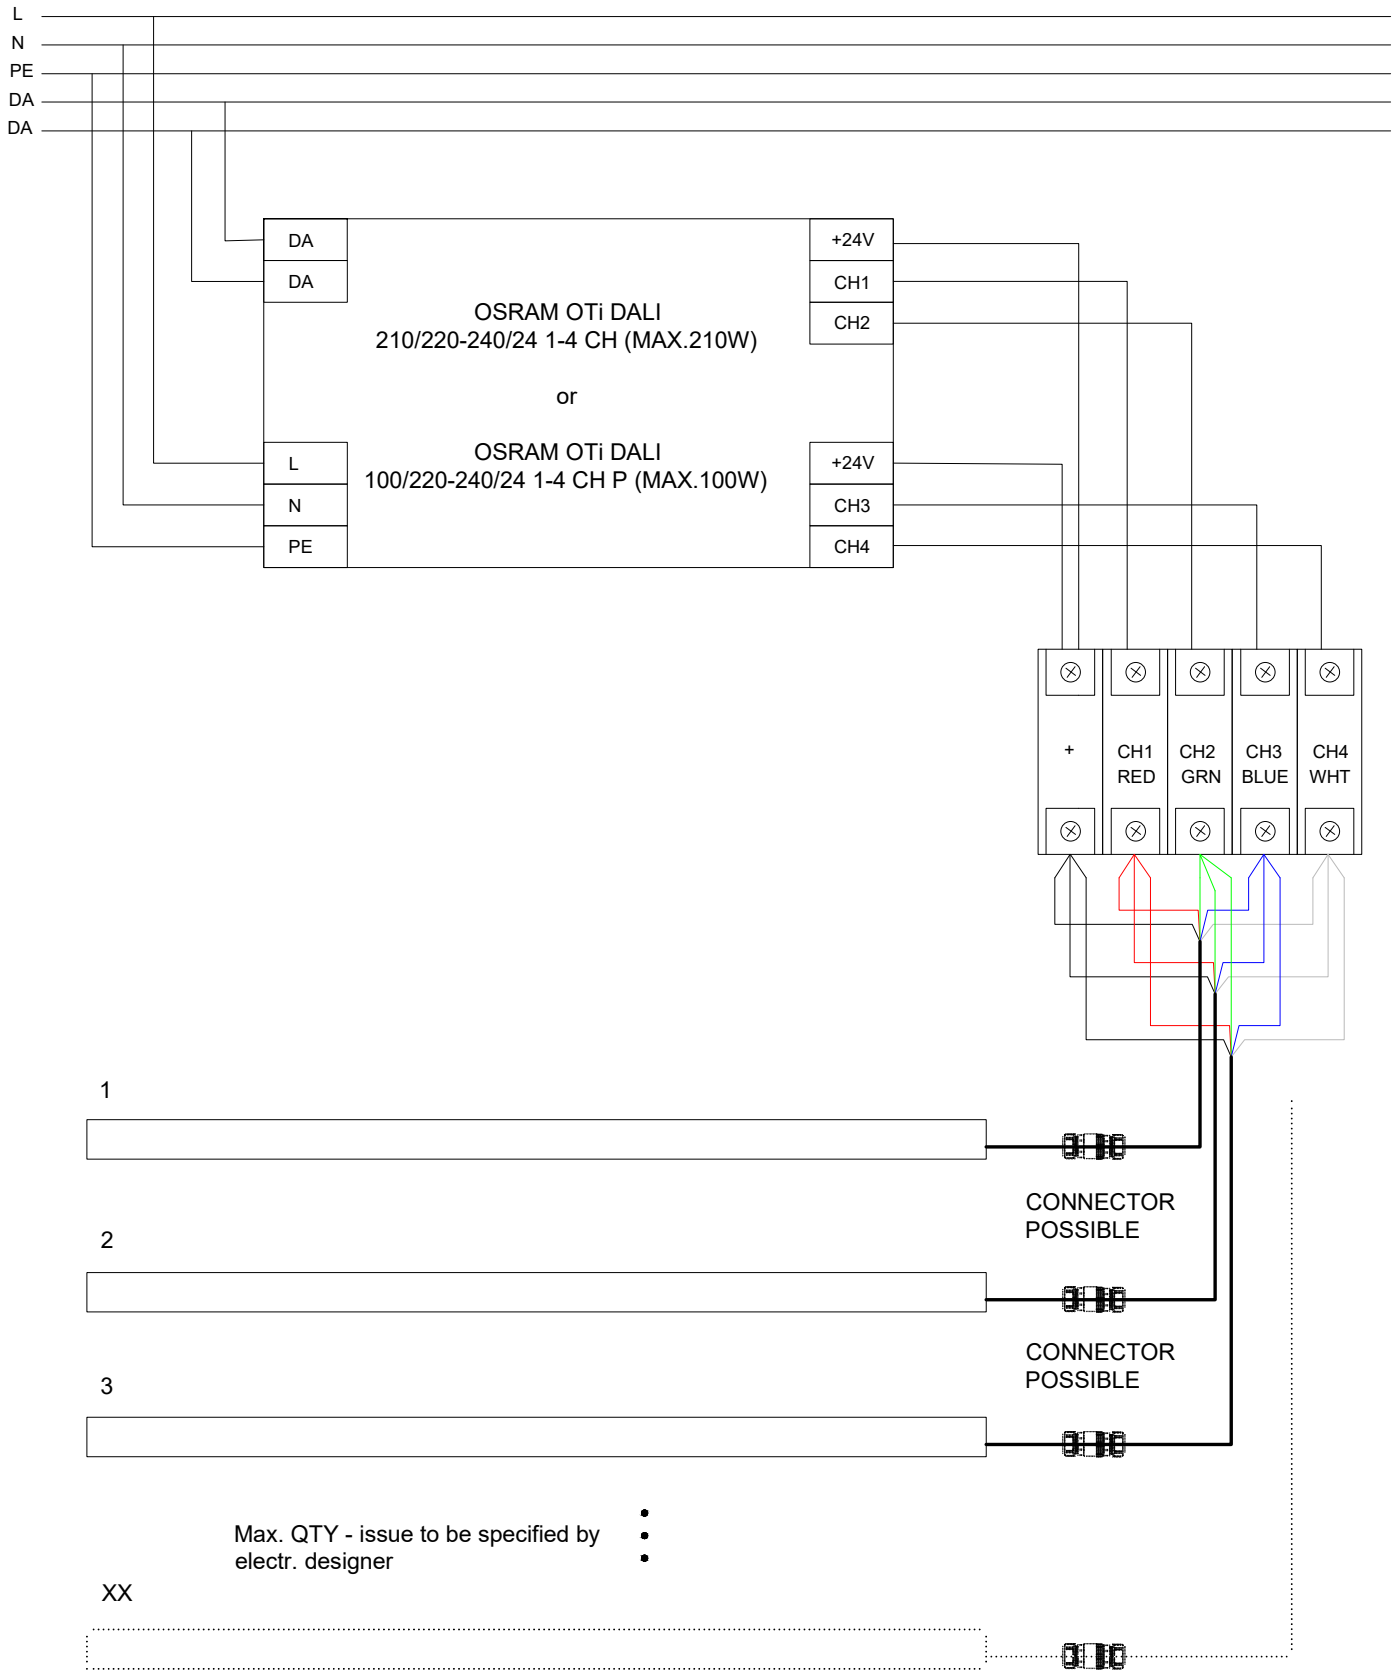 L
N
PE
DA
DA
DA
DA
L
N
PE
OSRAM OTi DALI
210/220-240/24 1-4 CH (MAX.210W)
or
OSRAM OTi DALI
100/220-240/24 1-4 CH P (MAX.100W)
+24V
CH1
CH2
+24V
CH3
CH4
+
CH1
RED
CH2
GRN
CH3
BLUE
CH4
WHT
1
CONNECTOR
POSSIBLE
2
CONNECTOR
POSSIBLE
3
Max. QTY - issue to be specified by
electr. designer
XX